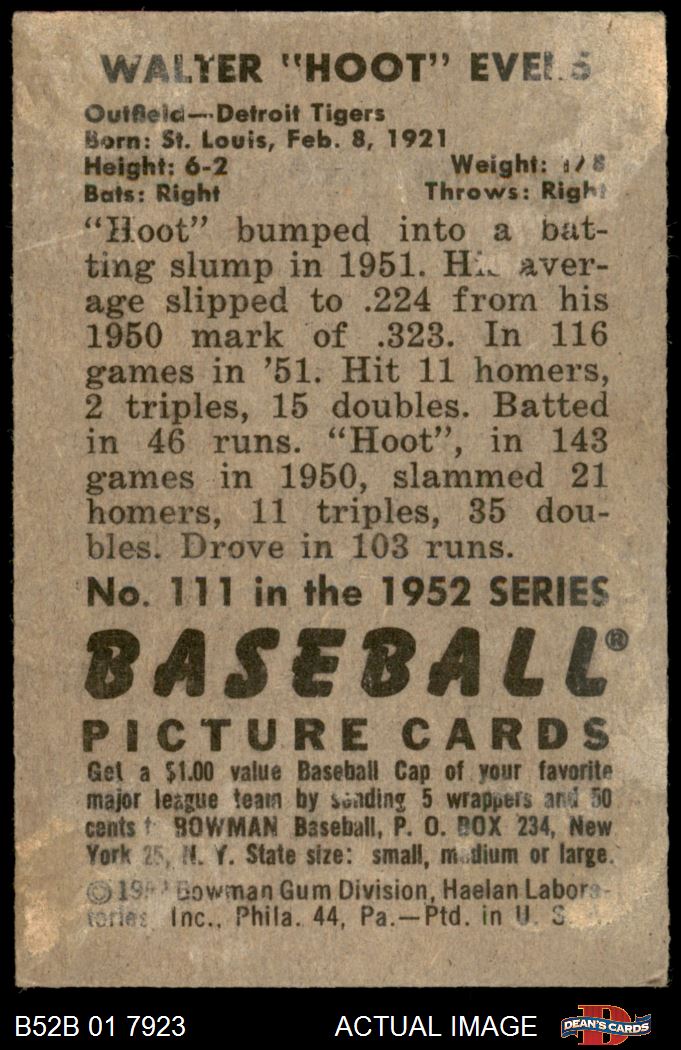 WALTER "HOOT" EVERS
Outfield—Detroit Tigers
Born: St. Louis, Feb. 8, 1921
Height: 6-2 Weight:
Bats: Right Throws: Right
"Hoot" bumped into a bat-
ting slump in 1951. His aver-
age slipped to .224 from his
1950 mark of .323. In 116
games in '51. Hit 11 homers,
2 triples, 15 doubles. Batted
in 46 runs. "Hoot", in 143
games in 1950, slammed 21
homers, 11 triples, 35 dou-
bles. Drove in 103 runs.
No. 111 in the 1952 SERIES
BASEBALL®
PICTURE CARDS
Get a $1.00 value Baseball Cap of your favorite
major league team by sending 5 wrappers and 50
cents BOWMAN Baseball, P. O. BOX 234, New
York 25, N. Y. State size: small, medium or large.
© Bowman Gum Division, Haelan Labora-
tories Inc., Phila. 44, Pa.—Ptd. in U. S.
B52B 01 7923 ACTUAL IMAGE DEAN'S CARDS